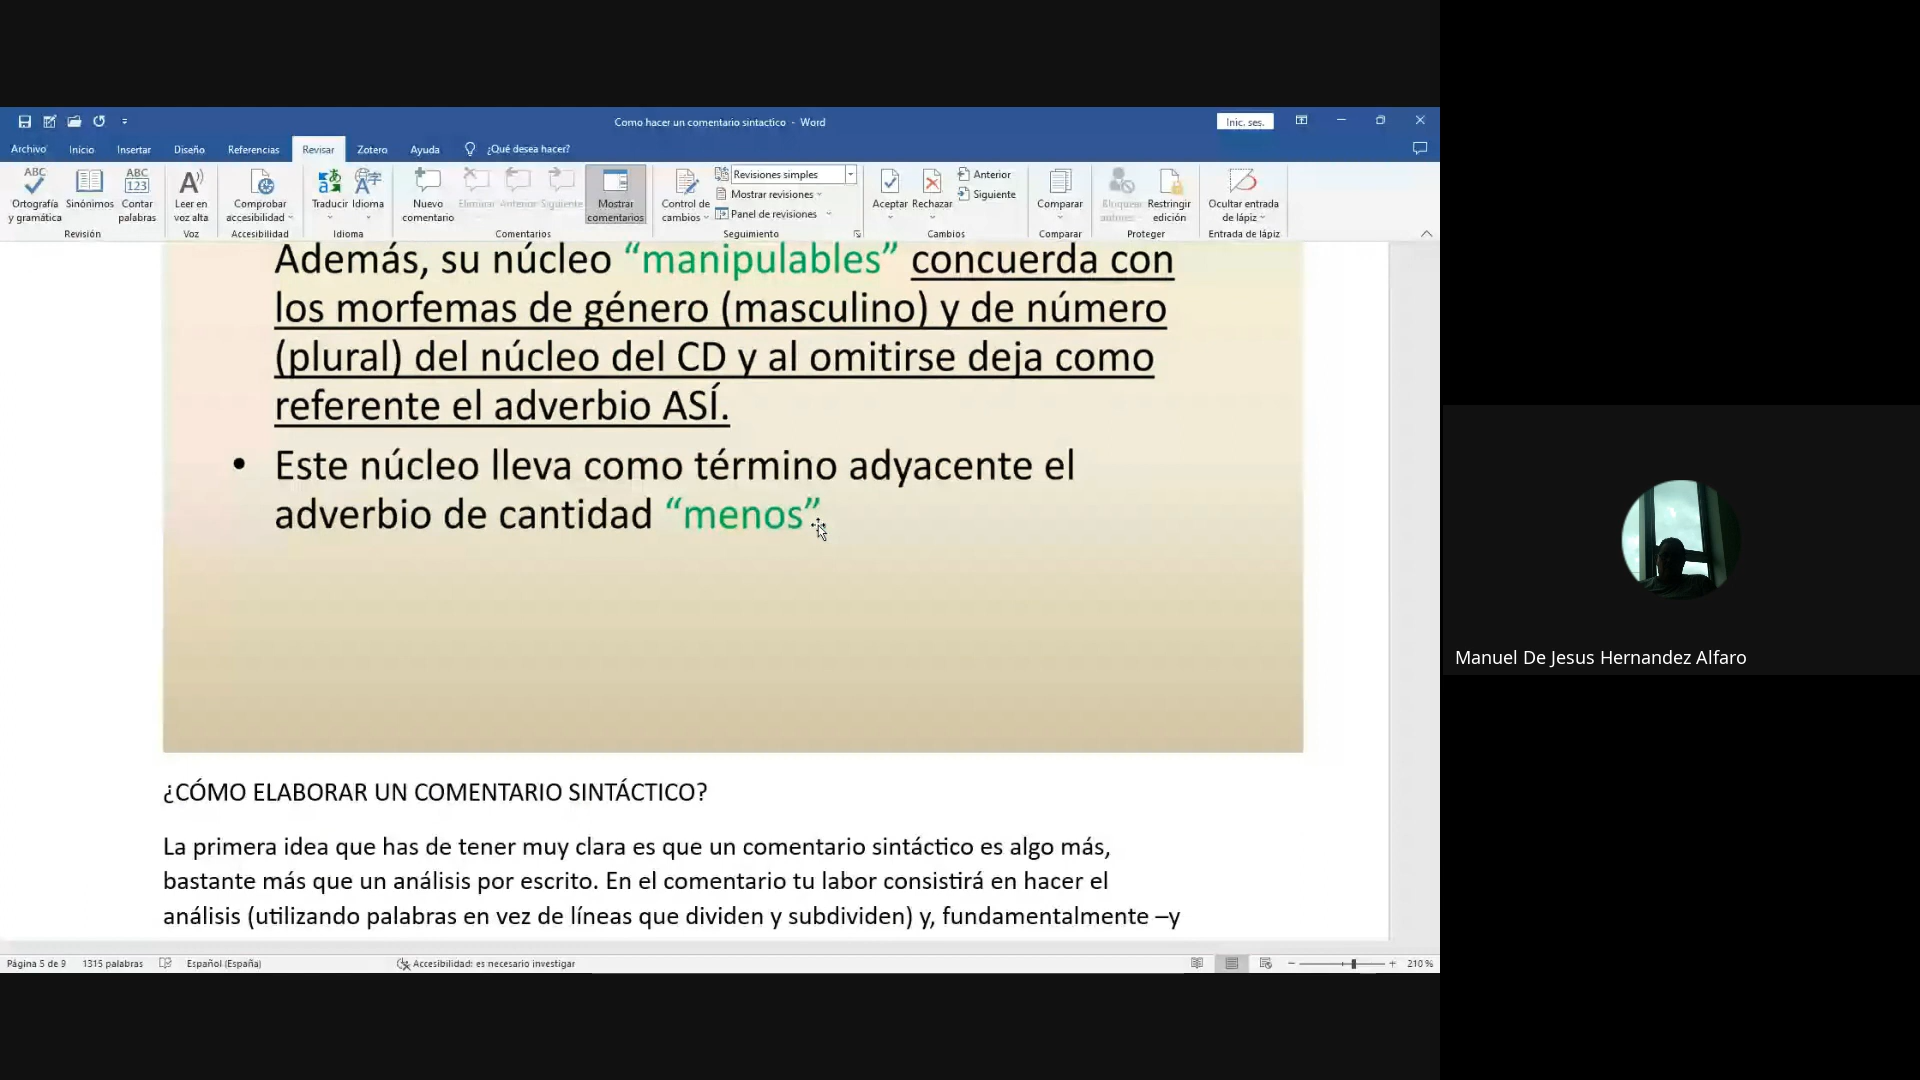 Como hacer un comentario sintactico - Word
Inic. ses.
Archivo Inicio Insertar Diseño Referencias Revisar Zotero Ayuda ¿Qué desea hacer?
ABC
Ortografía y gramática
Sinónimos
ABC 123
Contar palabras
Revisión
Leer en voz alta
Voz
Comprobar accesibilidad
Accesibilidad
Traducir
Idioma
Idioma
Nuevo comentario
Eliminar
Anterior
Siguiente
Mostrar comentarios
Comentarios
Control de cambios
Revisiones simples
Mostrar revisiones
Panel de revisiones
Seguimiento
Aceptar
Rechazar
Anterior
Siguiente
Cambios
Comparar
Comparar
Bloquear autores
Restringir edición
Proteger
Ocultar entrada de lápiz
Entrada de lápiz
Además, su núcleo “manipulables” concuerda con
los morfemas de género (masculino) y de número
(plural) del núcleo del CD y al omitirse deja como
referente el adverbio ASÍ.
• Este núcleo lleva como término adyacente el
adverbio de cantidad “menos”.
¿CÓMO ELABORAR UN COMENTARIO SINTÁCTICO?
La primera idea que has de tener muy clara es que un comentario sintáctico es algo más,
bastante más que un análisis por escrito. En el comentario tu labor consistirá en hacer el
análisis (utilizando palabras en vez de líneas que dividen y subdividen) y, fundamentalmente –y
Página 5 de 9 1315 palabras Español (España) Accesibilidad: es necesario investigar 210 %
Manuel De Jesus Hernandez Alfaro